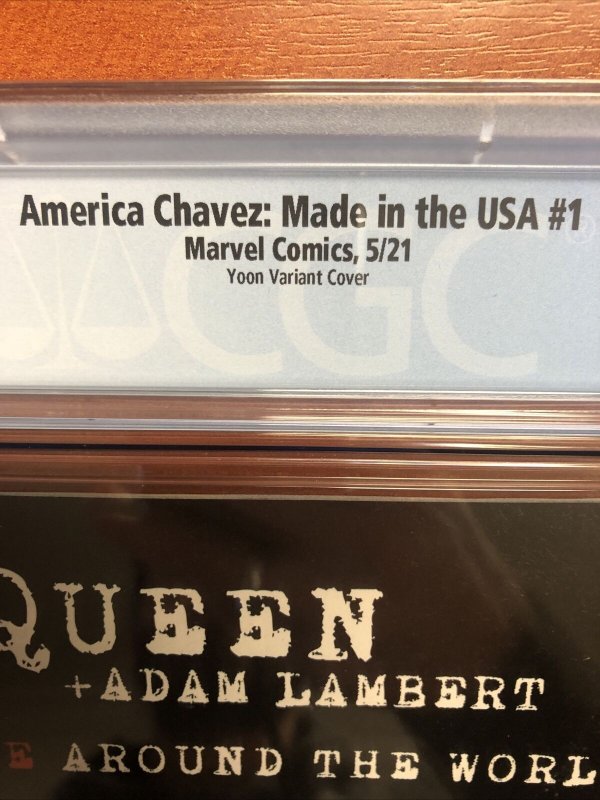 America Chavez: Made in the USA #1
Marvel Comics, 5/21
Yoon Variant Cover
CGC ®
QUEEN
+ADAM LAMBERT
E AROUND THE WORL